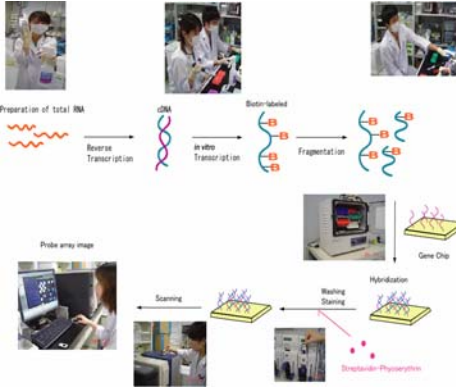 Preparation of total RNA
Reverse
Transcription
cDNA
in vitro
Transcription
Biotin-labeled
B
B
B
B
Fragmentation
B
B
B
B
Gene Chip
Hybridization
Washing
Staining
Streptavidin-Phycoerythrin
Scanning
Probe array image